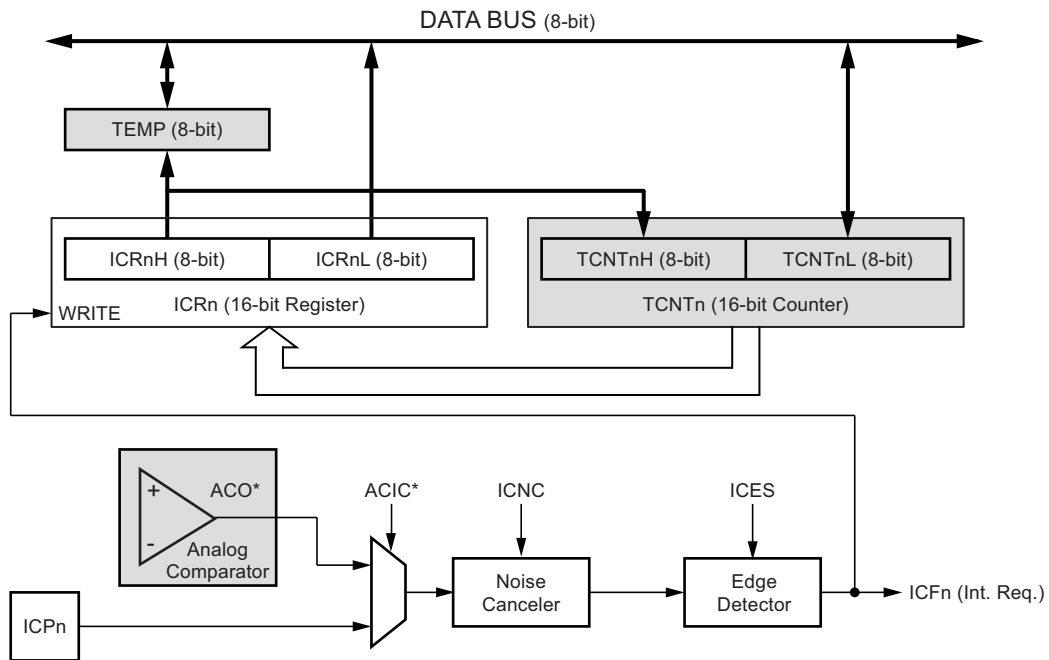 DATA BUS (8-bit)
TEMP (8-bit)
ICRnH (8-bit)
ICRnL (8-bit)
TCNTnH (8-bit)
TCNTnL (8-bit)
WRITE
ICRn (16-bit Register)
TCNTn (16-bit Counter)
+
-
ACO*
Analog
Comparator
ACIC*
ICNC
ICES
Noise
Canceler
Edge
Detector
ICFn (Int. Req.)
ICPn